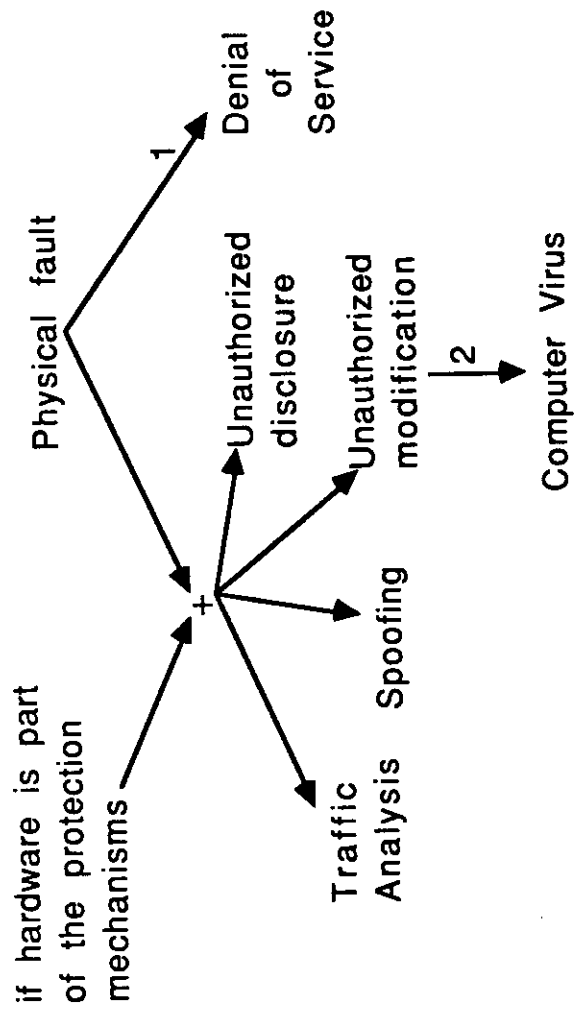 if hardware is part
of the protection
mechanisms
Physical fault
+
1
Denial
of
Service
Unauthorized
disclosure
Unauthorized
modification
Spoofing
Traffic
Analysis
2
Computer Virus